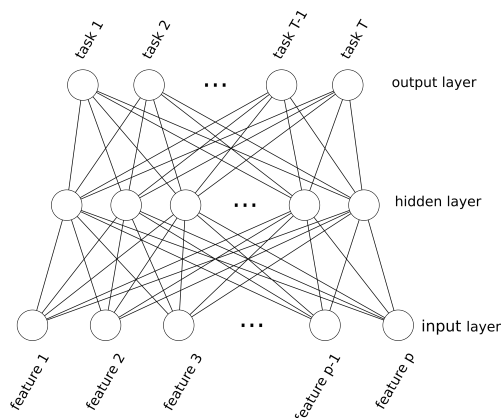 task 1
task 2
...
task T-1
task T
output layer
...
hidden layer
...
input layer
feature 1
feature 2
feature 3
feature p-1
feature p